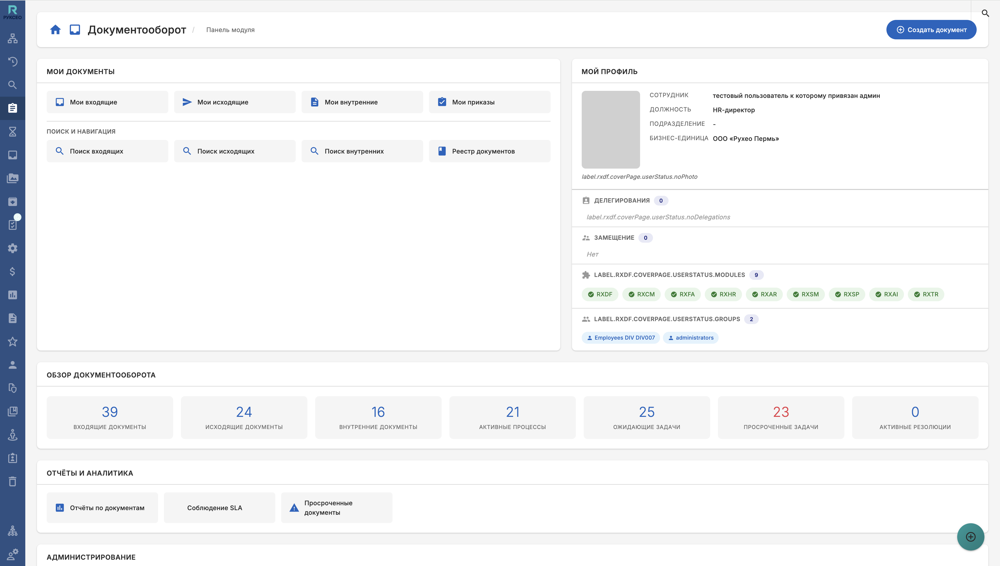 РУКСЕО
Документооборот / Панель модуля
Создать документ
МОИ ДОКУМЕНТЫ
Мои входящие
Мои исходящие
Мои внутренние
Мои приказы
ПОИСК И НАВИГАЦИЯ
Поиск входящих
Поиск исходящих
Поиск внутренних
Реестр документов
МОЙ ПРОФИЛЬ
СОТРУДНИК тестовый пользователь к которому привязан админ
ДОЛЖНОСТЬ HR-директор
ПОДРАЗДЕЛЕНИЕ -
БИЗНЕС-ЕДИНИЦА ООО «Рухео Пермь»
label.rxdf.coverPage.userStatus.noPhoto
ДЕЛЕГИРОВАНИЯ 0
label.rxdf.coverPage.userStatus.noDelegations
ЗАМЕЩЕНИЕ 0
Нет
LABEL.RXDF.COVERPAGE.USERSTATUS.MODULES 9
RXDF RXCM RXFA RXHR RXAR RXSM RXSP RXAI RXTR
LABEL.RXDF.COVERPAGE.USERSTATUS.GROUPS 2
Employees DIV DIV007 administrators
ОБЗОР ДОКУМЕНТООБОРОТА
39
ВХОДЯЩИЕ ДОКУМЕНТЫ
24
ИСХОДЯЩИЕ ДОКУМЕНТЫ
16
ВНУТРЕННИЕ ДОКУМЕНТЫ
21
АКТИВНЫЕ ПРОЦЕССЫ
25
ОЖИДАЮЩИЕ ЗАДАЧИ
23
ПРОСРОЧЕННЫЕ ЗАДАЧИ
0
АКТИВНЫЕ РЕЗОЛЮЦИИ
ОТЧЁТЫ И АНАЛИТИКА
Отчёты по документам
Соблюдение SLA
Просроченные
документы
АДМИНИСТРИРОВАНИЕ